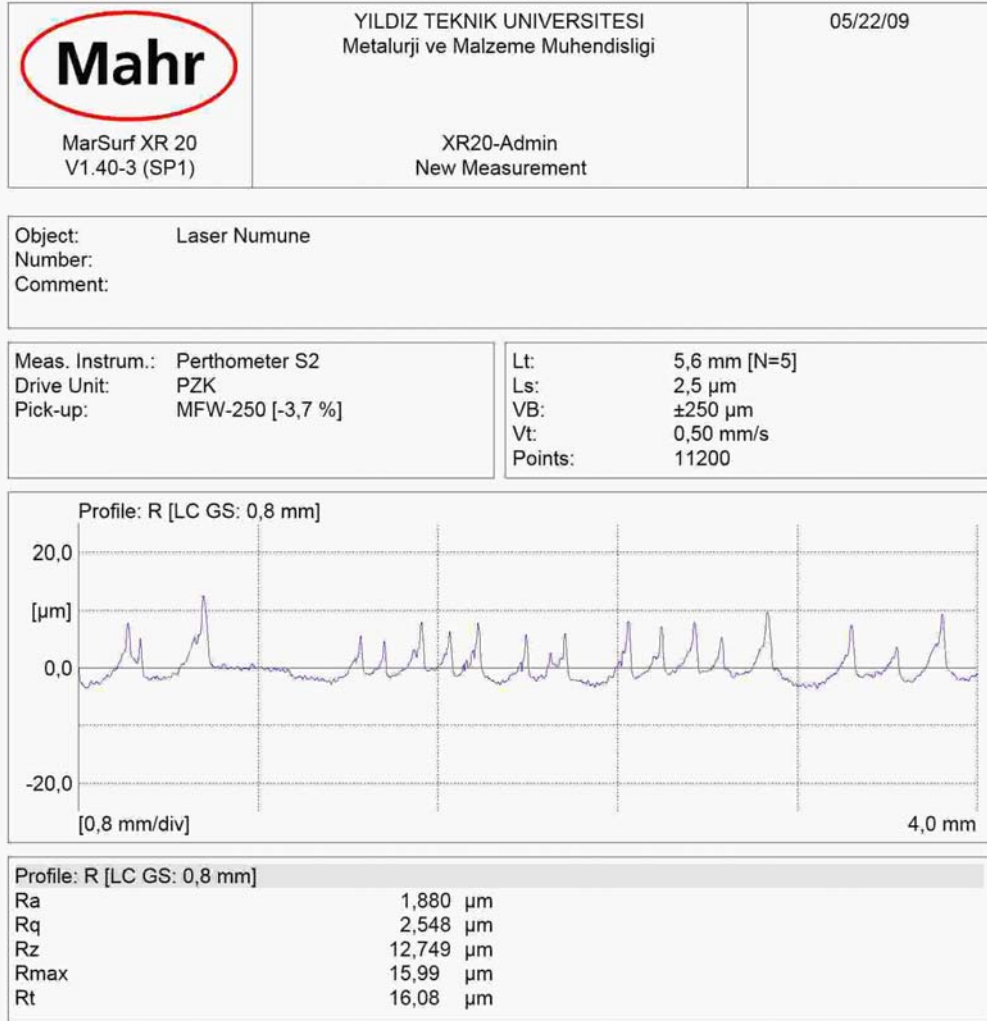 Mahr
MarSurf XR 20
V1.40-3 (SP1)
YILDIZ TEKNIK UNIVERSITESI
Metalurji ve Malzeme Muhendisligi
XR20-Admin
New Measurement
05/22/09
Object: Laser Numune
Number:
Comment:
Meas. Instrum.: Perthometer S2
Drive Unit: PZK
Pick-up: MFW-250 [-3,7 %]
Lt: 5,6 mm [N=5]
Ls: 2,5 µm
VB: ±250 µm
Vt: 0,50 mm/s
Points: 11200
Profile: R [LC GS: 0,8 mm]
20,0
[µm]
0,0
-20,0
[0,8 mm/div] 4,0 mm
Profile: R [LC GS: 0,8 mm]
Ra 1,880 µm
Rq 2,548 µm
Rz 12,749 µm
Rmax 15,99 µm
Rt 16,08 µm